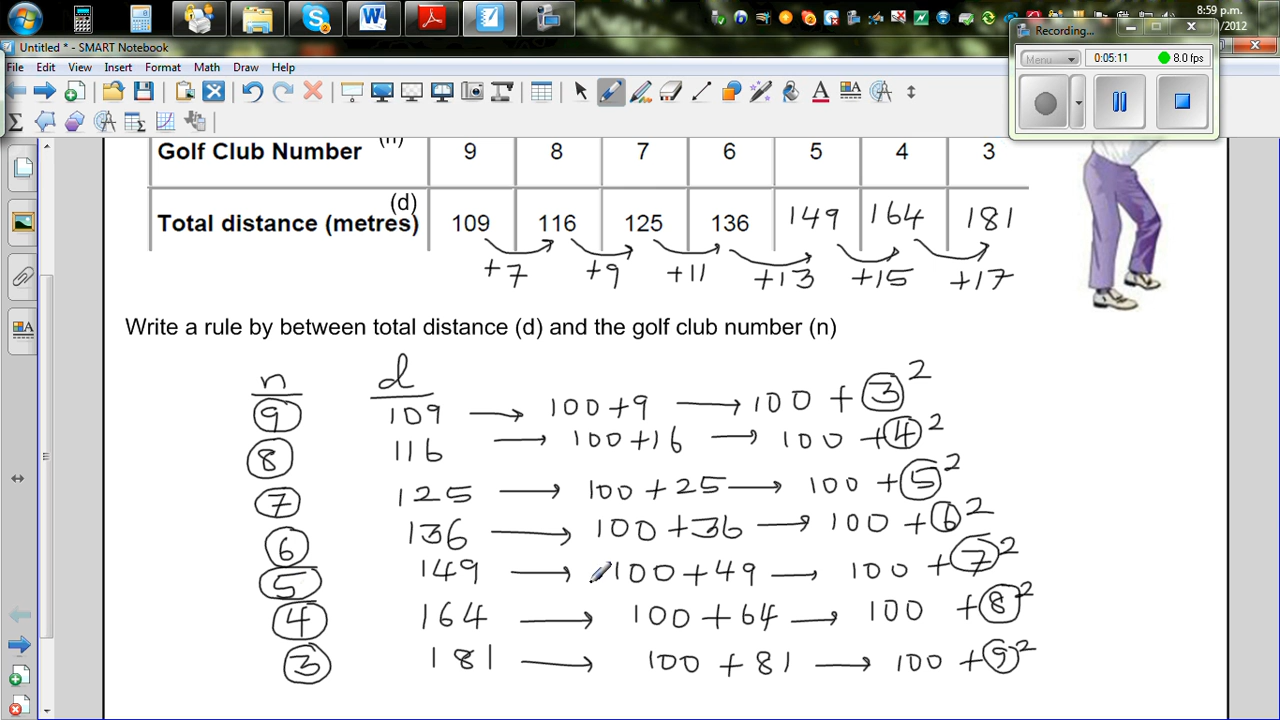 8:59 p.m.
/2012
Untitled * - SMART Notebook
Recording...
File Edit View Insert Format Math Draw Help
Menu 0:05:11 8.0 fps
Golf Club Number (n) 9 8 7 6 5 4 3
Total distance (metres) (d) 109 116 125 136 149 164 181
+7 +9 +11 +13 +15 +17
Write a rule by between total distance (d) and the golf club number (n)
n d
9 109 → 100+9 → 100 + 3²
8 116 → 100+16 → 100 + 4²
7 125 → 100 + 25 → 100 + 5²
6 136 → 100 + 36 → 100 + 6²
5 149 → 100 + 49 → 100 + 7²
4 164 → 100 + 64 → 100 + 8²
3 181 → 100 + 81 → 100 + 9²